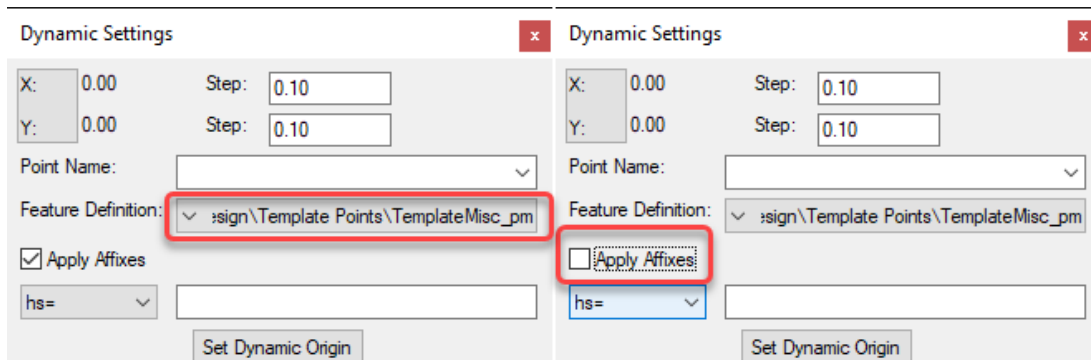 Dynamic Settings
x
X: 0.00 Step: 0.10
Y: 0.00 Step: 0.10
Point Name:
Feature Definition: esign\Template Points\TemplateMisc_pm
Apply Affixes
hs=
Set Dynamic Origin
Dynamic Settings
x
X: 0.00 Step: 0.10
Y: 0.00 Step: 0.10
Point Name:
Feature Definition: esign\Template Points\TemplateMisc_pm
Apply Affixes
hs=
Set Dynamic Origin